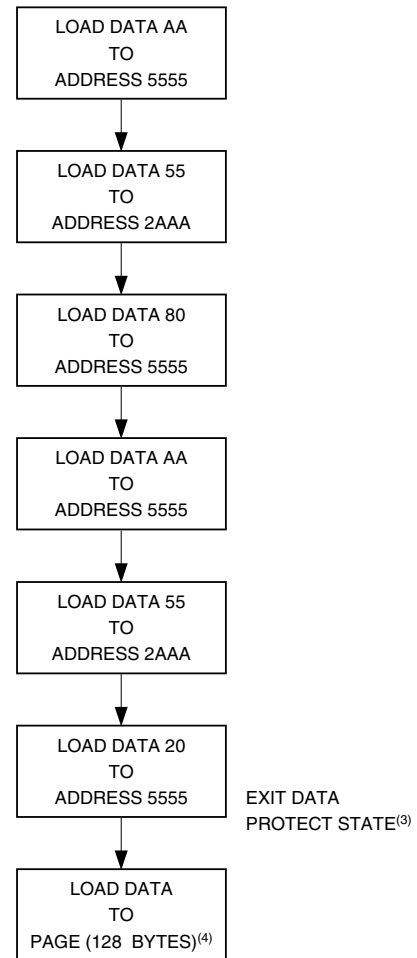 LOAD DATA AA
TO
ADDRESS 5555
LOAD DATA 55
TO
ADDRESS 2AAA
LOAD DATA 80
TO
ADDRESS 5555
LOAD DATA AA
TO
ADDRESS 5555
LOAD DATA 55
TO
ADDRESS 2AAA
LOAD DATA 20
TO
ADDRESS 5555
EXIT DATA
PROTECT STATE(3)
LOAD DATA
TO
PAGE (128 BYTES)(4)